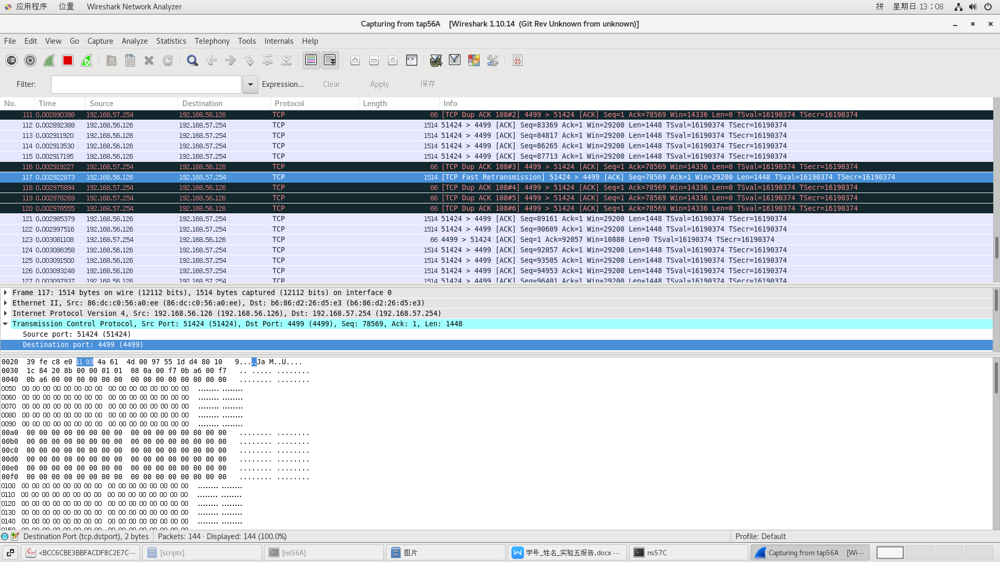 应用程序 位置 Wireshark Network Analyzer 拼 星期日 13：08
Capturing from tap56A [Wireshark 1.10.14 (Git Rev Unknown from unknown)]
File Edit View Go Capture Analyze Statistics Telephony Tools Internals Help
Filter: Expression... Clear Apply 保存
No. Time Source Destination Protocol Length Info
111 0.002890398 192.168.57.254 192.168.56.126 TCP 66 [TCP Dup ACK 108#2] 4499 > 51424 [ACK] Seq=1 Ack=78569 Win=14336 Len=0 TSval=16190374 TSecr=16190374
112 0.002892388 192.168.56.126 192.168.57.254 TCP 1514 51424 > 4499 [ACK] Seq=83369 Ack=1 Win=29200 Len=1448 TSval=16190374 TSecr=16190374
113 0.002911920 192.168.56.126 192.168.57.254 TCP 1514 51424 > 4499 [ACK] Seq=84817 Ack=1 Win=29200 Len=1448 TSval=16190374 TSecr=16190374
114 0.002913530 192.168.56.126 192.168.57.254 TCP 1514 51424 > 4499 [ACK] Seq=86265 Ack=1 Win=29200 Len=1448 TSval=16190374 TSecr=16190374
115 0.002917195 192.168.56.126 192.168.57.254 TCP 1514 51424 > 4499 [ACK] Seq=87713 Ack=1 Win=29200 Len=1448 TSval=16190374 TSecr=16190374
116 0.002919227 192.168.57.254 192.168.56.126 TCP 66 [TCP Dup ACK 108#3] 4499 > 51424 [ACK] Seq=1 Ack=78569 Win=14336 Len=0 TSval=16190374 TSecr=16190374
117 0.002922873 192.168.56.126 192.168.57.254 TCP 1514 [TCP Fast Retransmission] 51424 > 4499 [ACK] Seq=78569 Ack=1 Win=29200 Len=1448 TSval=16190374 TSecr=16190374
118 0.002975894 192.168.57.254 192.168.56.126 TCP 66 [TCP Dup ACK 108#4] 4499 > 51424 [ACK] Seq=1 Ack=78569 Win=14336 Len=0 TSval=16190374 TSecr=16190374
119 0.002976269 192.168.57.254 192.168.56.126 TCP 66 [TCP Dup ACK 108#5] 4499 > 51424 [ACK] Seq=1 Ack=78569 Win=14336 Len=0 TSval=16190374 TSecr=16190374
120 0.002976555 192.168.57.254 192.168.56.126 TCP 66 [TCP Dup ACK 108#6] 4499 > 51424 [ACK] Seq=1 Ack=78569 Win=14336 Len=0 TSval=16190374 TSecr=16190374
121 0.002985379 192.168.56.126 192.168.57.254 TCP 1514 51424 > 4499 [ACK] Seq=89161 Ack=1 Win=29200 Len=1448 TSval=16190374 TSecr=16190374
122 0.002997516 192.168.56.126 192.168.57.254 TCP 1514 51424 > 4499 [ACK] Seq=90609 Ack=1 Win=29200 Len=1448 TSval=16190374 TSecr=16190374
123 0.003081108 192.168.57.254 192.168.56.126 TCP 66 4499 > 51424 [ACK] Seq=1 Ack=92057 Win=10880 Len=0 TSval=16190374 TSecr=16190374
124 0.003086358 192.168.56.126 192.168.57.254 TCP 1514 51424 > 4499 [ACK] Seq=92057 Ack=1 Win=29200 Len=1448 TSval=16190374 TSecr=16190374
125 0.003091500 192.168.56.126 192.168.57.254 TCP 1514 51424 > 4499 [ACK] Seq=93505 Ack=1 Win=29200 Len=1448 TSval=16190374 TSecr=16190374
126 0.003093248 192.168.56.126 192.168.57.254 TCP 1514 51424 > 4499 [ACK] Seq=94953 Ack=1 Win=29200 Len=1448 TSval=16190374 TSecr=16190374
127 0.003097937 192.168.56.126 192.168.57.254 TCP 1514 51424 > 4499 [ACK] Seq=96401 Ack=1 Win=29200 Len=1448 TSval=16190374 TSecr=16190374
Frame 117: 1514 bytes on wire (12112 bits), 1514 bytes captured (12112 bits) on interface 0
Ethernet II, Src: 86:dc:c0:56:a0:ee (86:dc:c0:56:a0:ee), Dst: b6:86:d2:26:d5:e3 (b6:86:d2:26:d5:e3)
Internet Protocol Version 4, Src: 192.168.56.126 (192.168.56.126), Dst: 192.168.57.254 (192.168.57.254)
Transmission Control Protocol, Src Port: 51424 (51424), Dst Port: 4499 (4499), Seq: 78569, Ack: 1, Len: 1448
Source port: 51424 (51424)
Destination port: 4499 (4499)
0020 39 fe c8 e0 11 93 4a 61 4d 00 97 55 1d d4 80 10 9.....Ja M..U....
0030 1c 84 20 8b 00 00 01 01 08 0a 00 f7 0b a6 00 f7 .. ..... ........
0040 0b a6 00 00 00 00 00 00 00 00 00 00 00 00 00 00 ........ ........
0050 00 00 00 00 00 00 00 00 00 00 00 00 00 00 00 00 ........ ........
0060 00 00 00 00 00 00 00 00 00 00 00 00 00 00 00 00 ........ ........
0070 00 00 00 00 00 00 00 00 00 00 00 00 00 00 00 00 ........ ........
0080 00 00 00 00 00 00 00 00 00 00 00 00 00 00 00 00 ........ ........
0090 00 00 00 00 00 00 00 00 00 00 00 00 00 00 00 00 ........ ........
00a0 00 00 00 00 00 00 00 00 00 00 00 00 00 00 00 00 ........ ........
00b0 00 00 00 00 00 00 00 00 00 00 00 00 00 00 00 00 ........ ........
00c0 00 00 00 00 00 00 00 00 00 00 00 00 00 00 00 00 ........ ........
00d0 00 00 00 00 00 00 00 00 00 00 00 00 00 00 00 00 ........ ........
00e0 00 00 00 00 00 00 00 00 00 00 00 00 00 00 00 00 ........ ........
00f0 00 00 00 00 00 00 00 00 00 00 00 00 00 00 00 00 ........ ........
0100 00 00 00 00 00 00 00 00 00 00 00 00 00 00 00 00 ........ ........
0110 00 00 00 00 00 00 00 00 00 00 00 00 00 00 00 00 ........ ........
0120 00 00 00 00 00 00 00 00 00 00 00 00 00 00 00 00 ........ ........
0130 00 00 00 00 00 00 00 00 00 00 00 00 00 00 00 00 ........ ........
0140 00 00 00 00 00 00 00 00 00 00 00 00 00 00 00 00 ........ ........
Destination Port (tcp.dstport), 2 bytes Packets: 144 · Displayed: 144 (100.0%) Profile: Default
<BCC6CBE3BBFACDF8C2E7C··· [scripts] [ns56A] 图片 学号_姓名_实验五报告.docx ··· ns57C Capturing from tap56A [Wi···